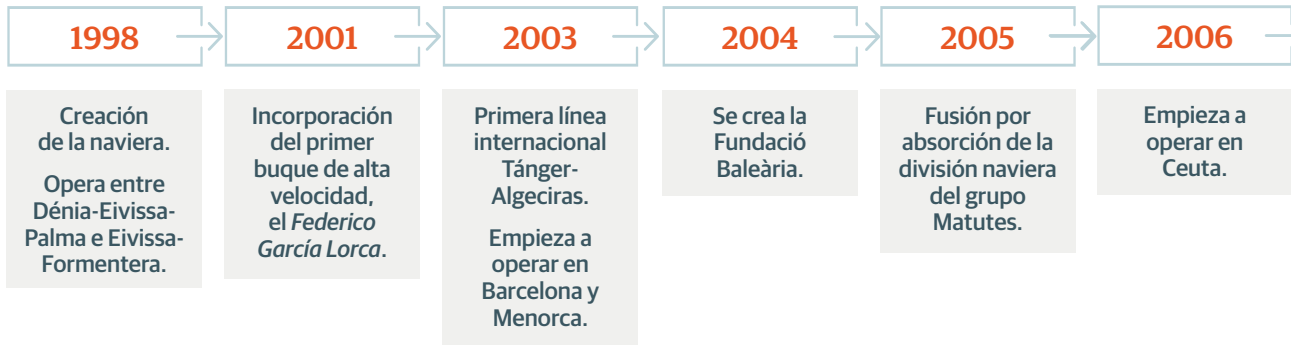 1998
Creación
de la naviera.
Opera entre
Dénia-Eivissa-
Palma e Eivissa-
Formentera.
2001
Incorporación
del primer
buque de alta
velocidad,
el Federico
García Lorca.
2003
Primera línea
internacional
Tánger-
Algeciras.
Empieza a
operar en
Barcelona y
Menorca.
2004
Se crea la
Fundació
Baleària.
2005
Fusión por
absorción de la
división naviera
del grupo
Matutes.
2006
Empieza a
operar en
Ceuta.